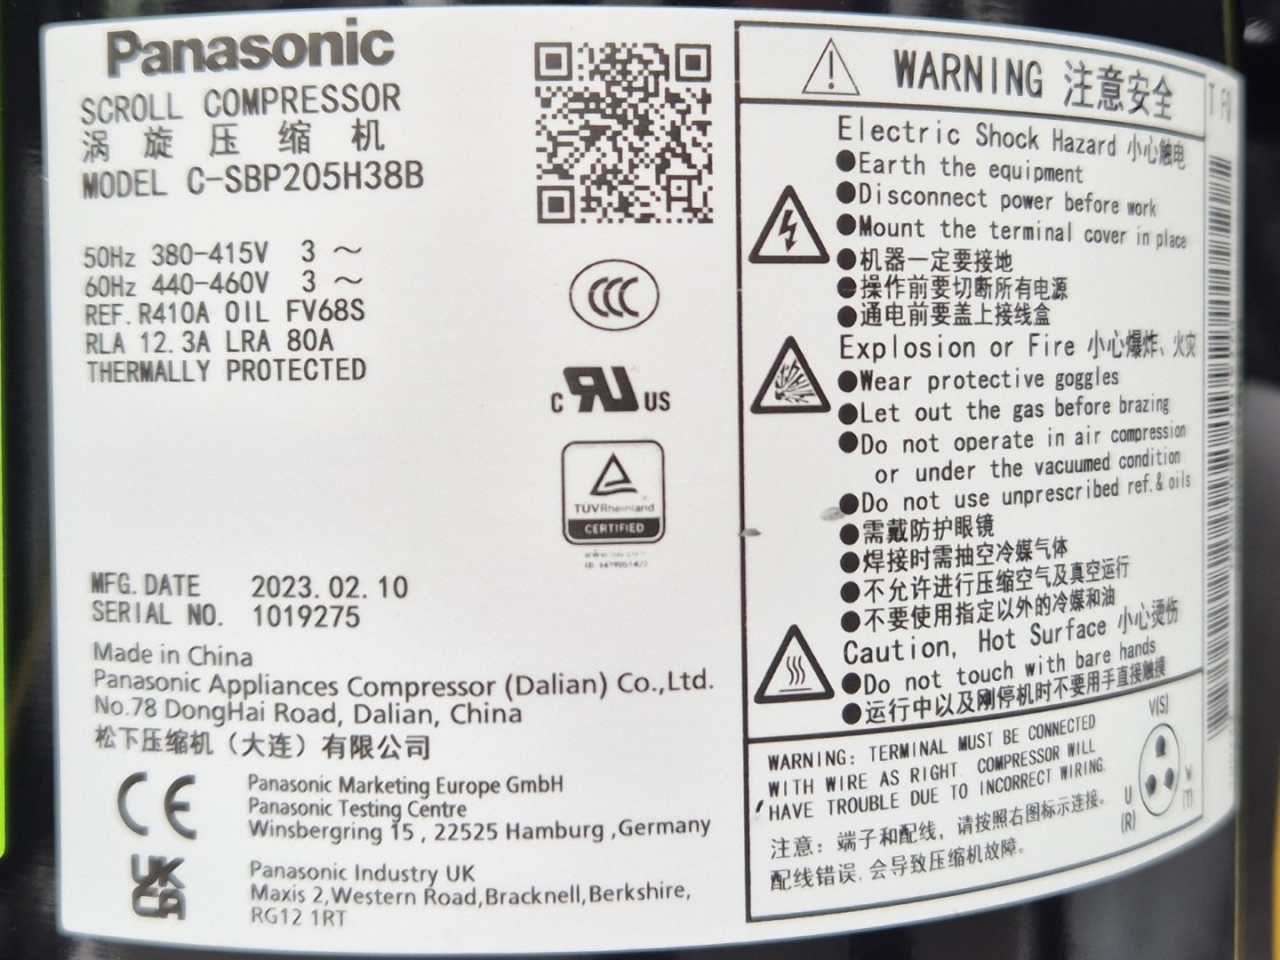 Panasonic
SCROLL COMPRESSOR
涡旋压缩机
MODEL C-SBP205H38B
50Hz 380-415V 3 ~
60Hz 440-460V 3 ~
REF. R410A OIL FV68S
RLA 12.3A LRA 80A
THERMALLY PROTECTED
CCC
c RU US
TÜVRheinland
CERTIFIED
MFG. DATE 2023.02.10
SERIAL NO. 1019275
Made in China
Panasonic Appliances Compressor (Dalian) Co.,Ltd.
No.78 DongHai Road, Dalian, China
松下压缩机（大连）有限公司
CE
Panasonic Marketing Europe GmbH
Panasonic Testing Centre
Winsbergring 15 , 22525 Hamburg ,Germany
UK
CA
Panasonic Industry UK
Maxis 2,Western Road,Bracknell,Berkshire,
RG12 1RT
WARNING 注意安全
Electric Shock Hazard 小心触电
●Earth the equipment
●Disconnect power before work
●Mount the terminal cover in place
●机器一定要接地
●操作前要切断所有电源
●通电前要盖上接线盒
Explosion or Fire 小心爆炸、火灾
●Wear protective goggles
●Let out the gas before brazing
●Do not operate in air compression
or under the vacuumed condition
●Do not use unprescribed ref.& oils
●需戴防护眼镜
●焊接时需抽空冷媒气体
●不允许进行压缩空气及真空运行
●不要使用指定以外的冷媒和油
Caution, Hot Surface 小心烫伤
●Do not touch with bare hands
●运行中以及刚停机时不要用手直接触摸
WARNING: TERMINAL MUST BE CONNECTED
WITH WIRE AS RIGHT. COMPRESSOR WILL
HAVE TROUBLE DUE TO INCORRECT WIRING.
注意：端子和配线，请按照右图标示连接。
配线错误，会导致压缩机故障。
V(S)
U
(R)
W
(T)